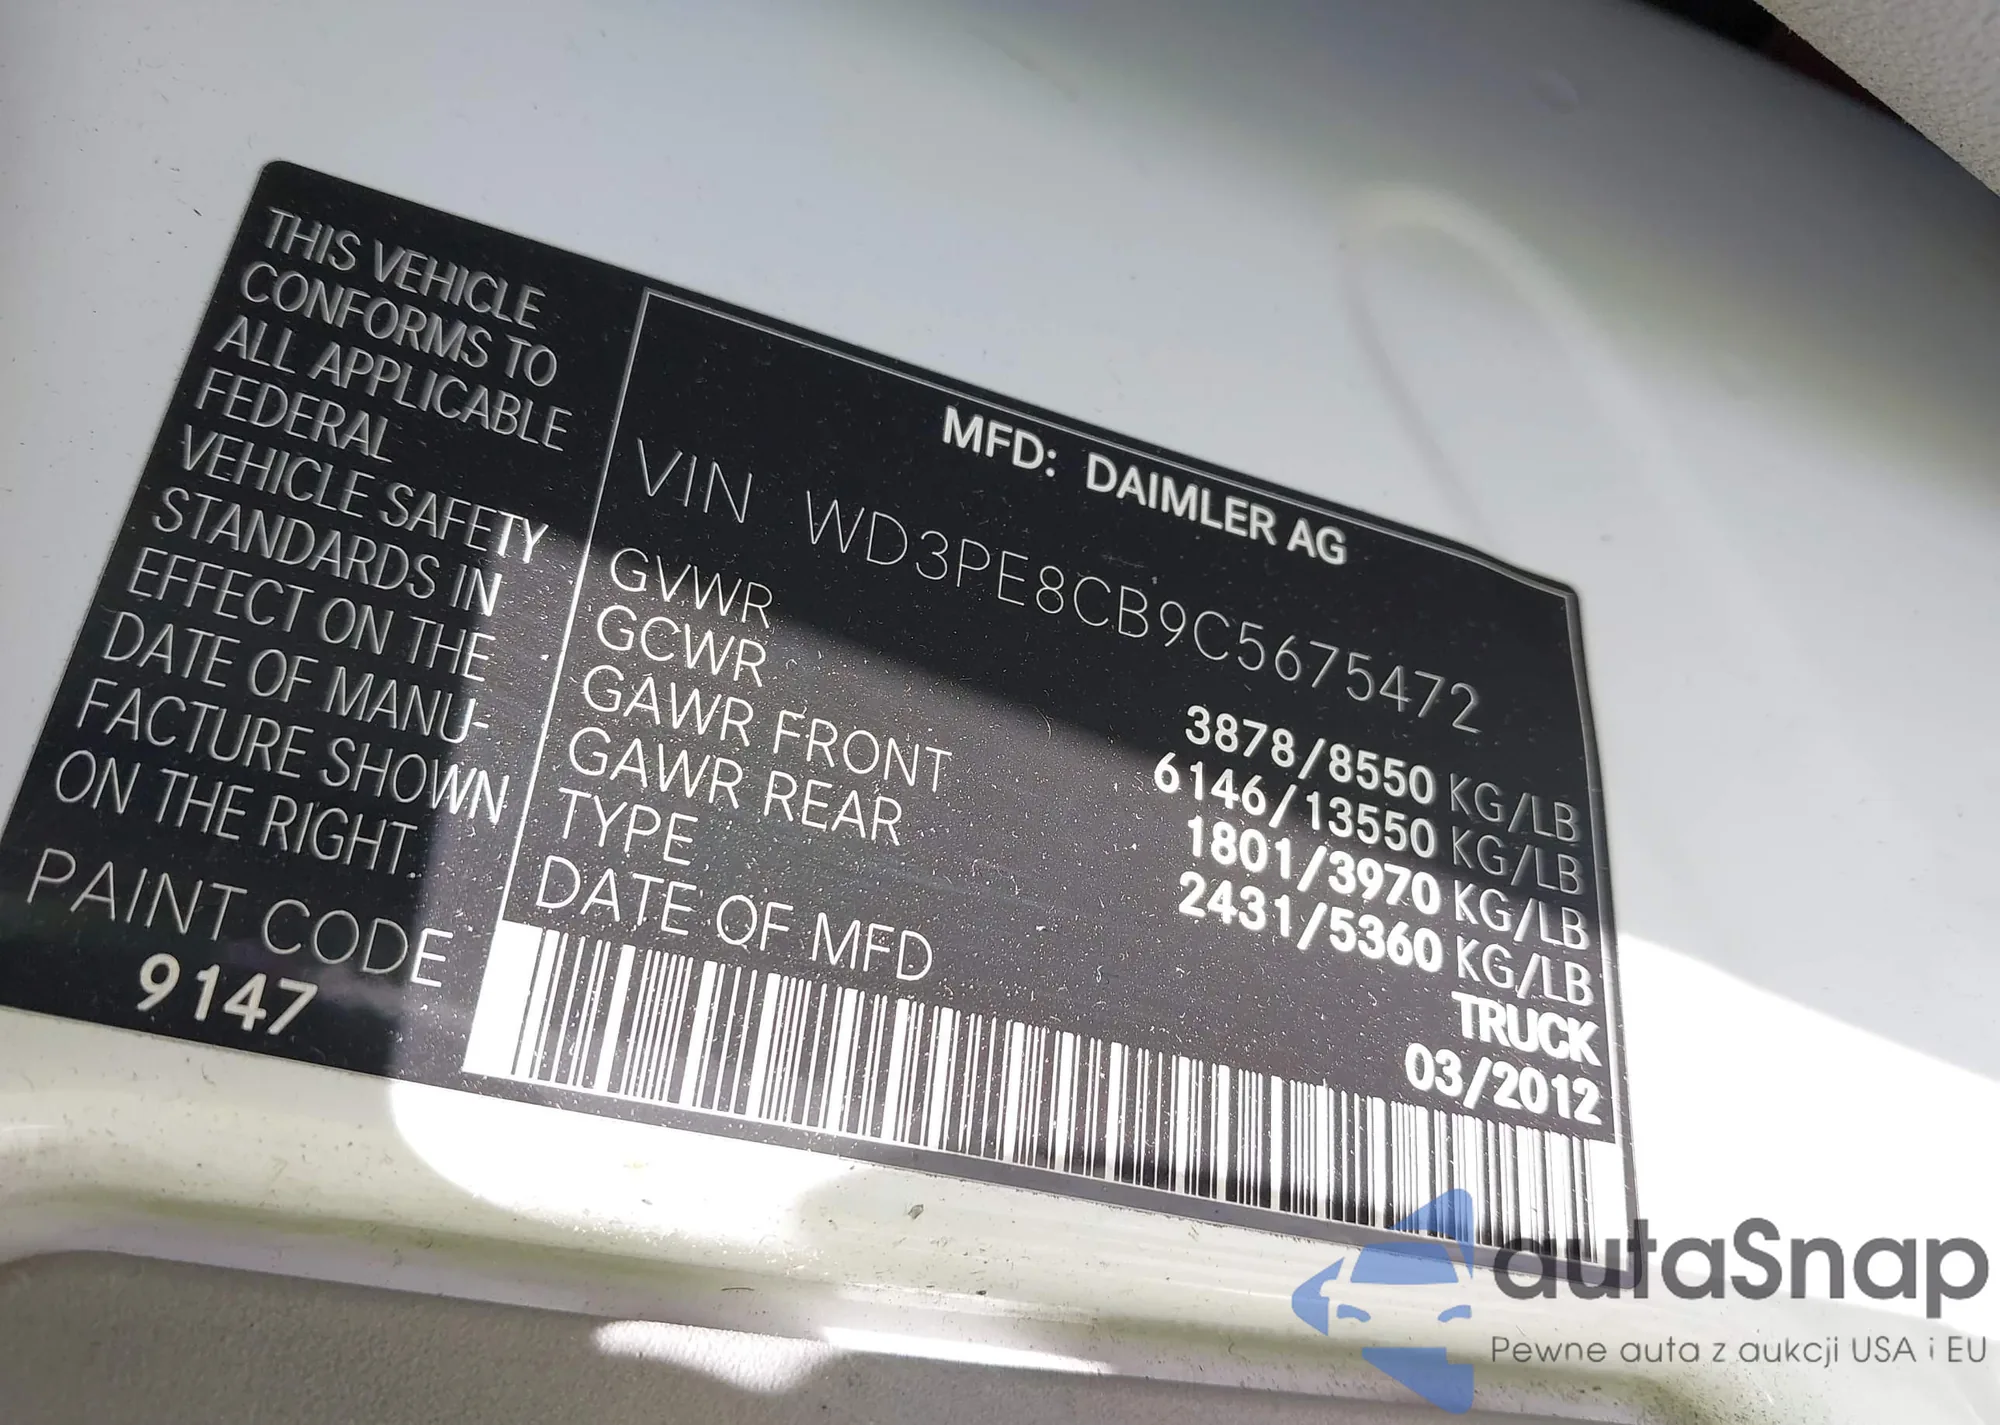 THIS VEHICLE
CONFORMS TO
ALL APPLICABLE
FEDERAL
VEHICLE SAFETY
STANDARDS IN
EFFECT ON THE
DATE OF MANU-
FACTURE SHOWN
ON THE RIGHT.
PAINT CODE
9147
MFD: DAIMLER AG
VIN WD3PE8CB9C5675472
GVWR 3878/8550 KG/LB
GCWR 6146/13550 KG/LB
GAWR FRONT 1801/3970 KG/LB
GAWR REAR 2431/5360 KG/LB
TYPE TRUCK
DATE OF MFD 03/2012
autaSnap
Pewne auta z aukcji USA i EU